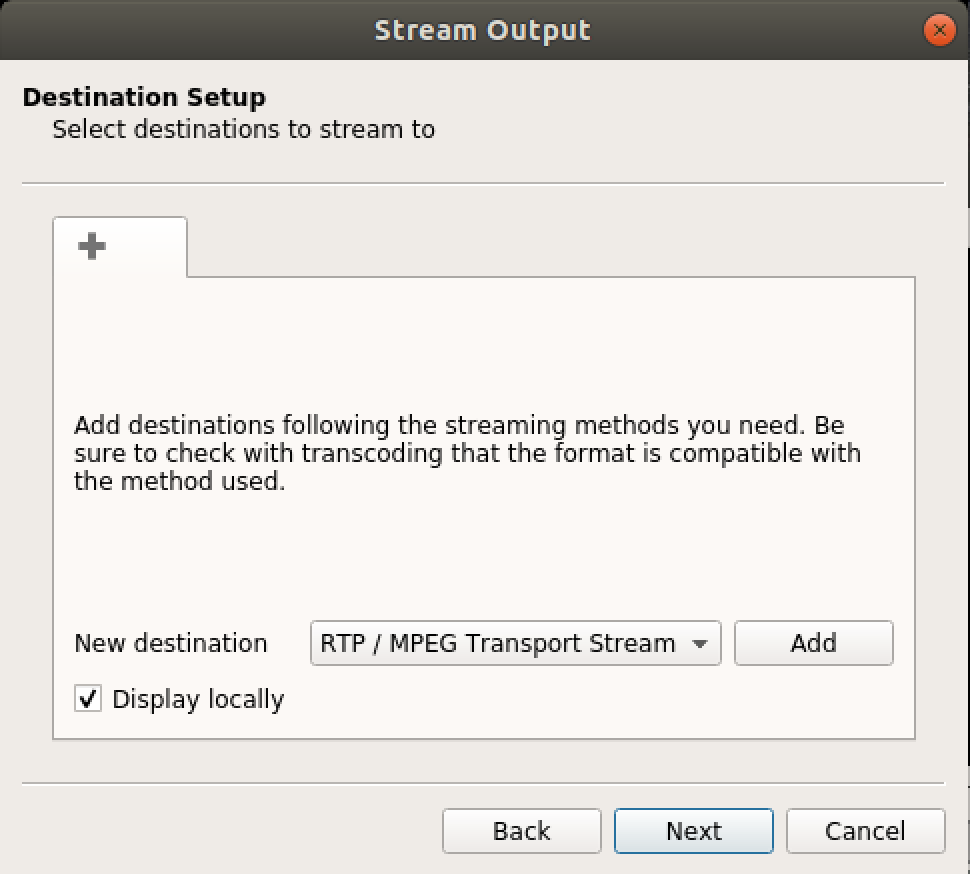 Stream Output
Destination Setup
Select destinations to stream to
Add destinations following the streaming methods you need. Be
sure to check with transcoding that the format is compatible with
the method used.
New destination RTP / MPEG Transport Stream Add
Display locally
Back Next Cancel